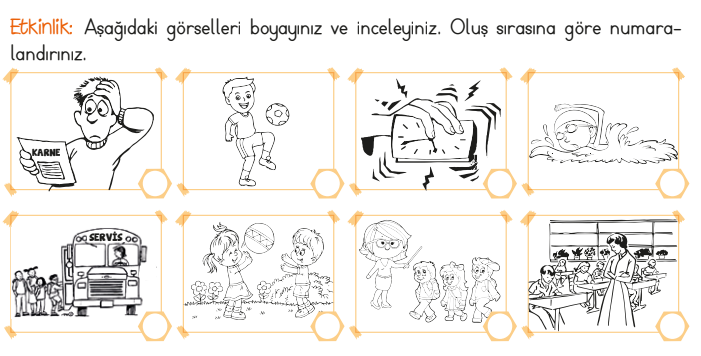 Etkinlik: Aşağıdaki görselleri boyayınız ve inceleyiniz. Oluş sırasına göre numara-
landırınız.
KARNE
SERVİS